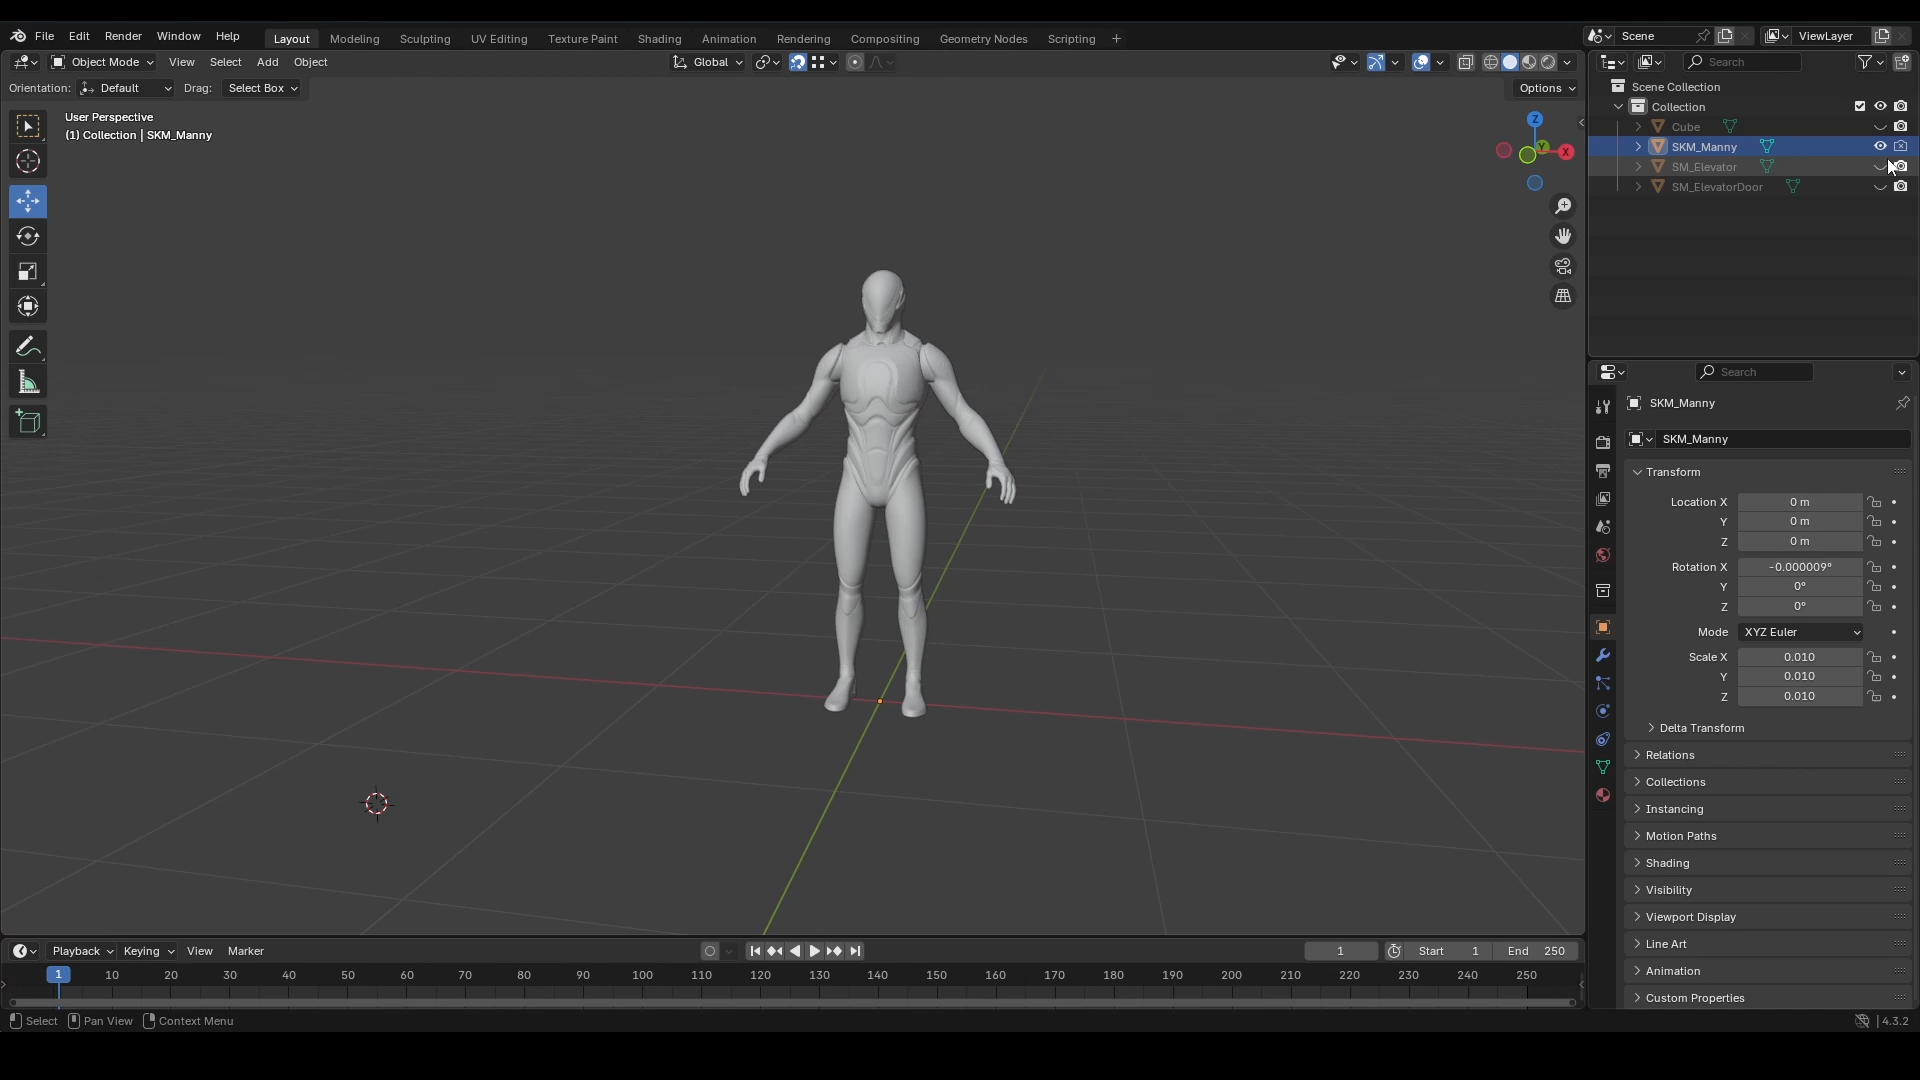 File Edit Render Window Help Layout Modeling Sculpting UV Editing Texture Paint Shading Animation Rendering Compositing Geometry Nodes Scripting + Scene ViewLayer
Object Mode View Select Add Object Global Search
Orientation: Default Drag: Select Box Options
User Perspective
(1) Collection | SKM_Manny
Z
Y
X
Scene Collection
Collection
Cube
SKM_Manny
SM_Elevator
SM_ElevatorDoor
Search
SKM_Manny
SKM_Manny
Transform
Location X 0 m
Y 0 m
Z 0 m
Rotation X -0.000009°
Y 0°
Z 0°
Mode XYZ Euler
Scale X 0.010
Y 0.010
Z 0.010
Delta Transform
Relations
Collections
Instancing
Motion Paths
Shading
Visibility
Viewport Display
Line Art
Animation
Custom Properties
Playback Keying View Marker 1 Start 1 End 250
1 10 20 30 40 50 60 70 80 90 100 110 120 130 140 150 160 170 180 190 200 210 220 230 240 250
Select Pan View Context Menu 4.3.2